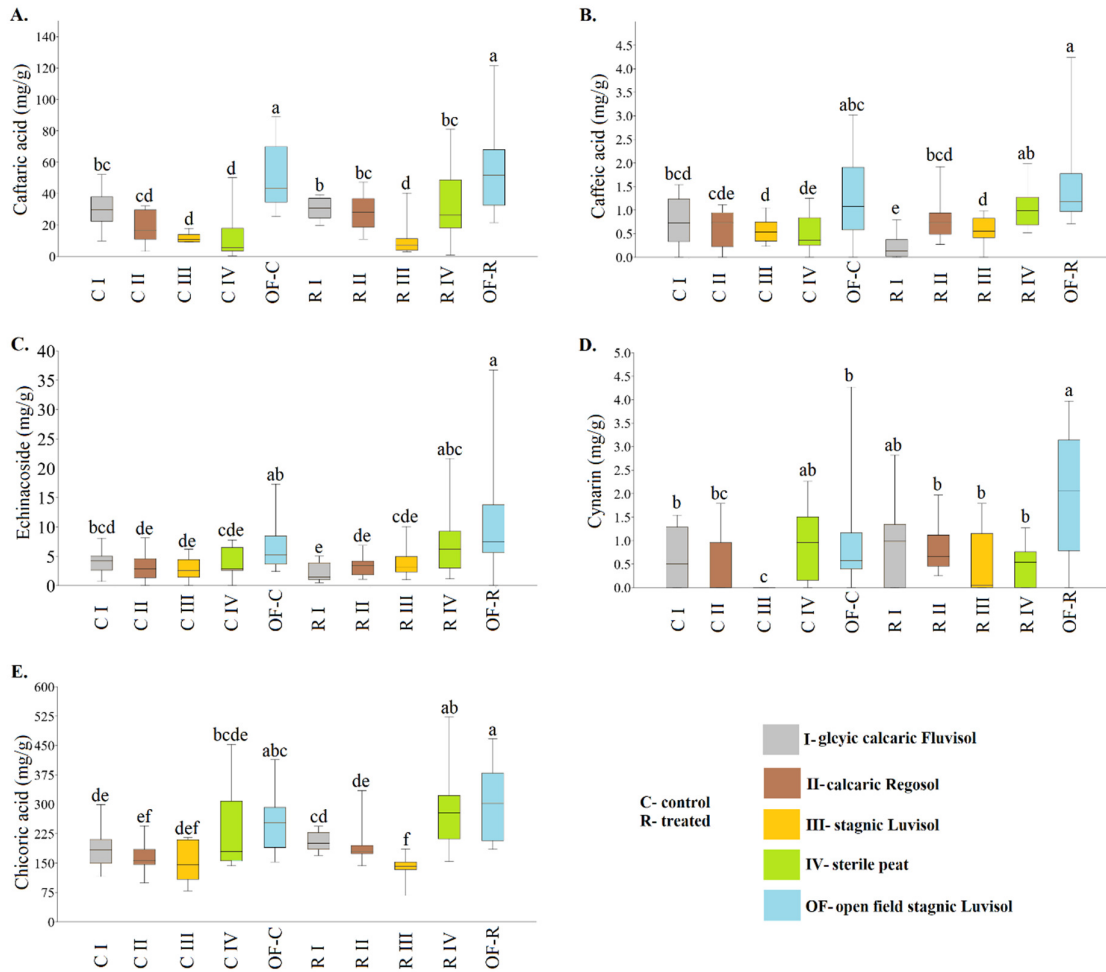 A.
Caftaric acid (mg/g)
140
120
100
80
60
40
20
0
bc
cd
d
d
a
b
bc
d
bc
a
C I
C II
C III
C IV
OF-C
R I
R II
R III
R IV
OF-R
B.
Caffeic acid (mg/g)
4.5
4.0
3.5
3.0
2.5
2.0
1.5
1.0
0.5
0.0
bcd
cde
d
de
abc
e
bcd
d
ab
a
C I
C II
C III
C IV
OF-C
R I
R II
R III
R IV
OF-R
C.
Echinacoside (mg/g)
40
35
30
25
20
15
10
5
0
bcd
de
de
cde
ab
e
de
cde
abc
a
C I
C II
C III
C IV
OF-C
R I
R II
R III
R IV
OF-R
D.
Cynarin (mg/g)
5.0
4.5
4.0
3.5
3.0
2.5
2.0
1.5
1.0
0.5
0.0
b
bc
c
ab
b
ab
b
b
b
a
C I
C II
C III
C IV
OF-C
R I
R II
R III
R IV
OF-R
E.
Chicoric acid (mg/g)
600
525
450
375
300
225
150
75
0
de
ef
def
bcde
abc
cd
de
f
ab
a
C I
C II
C III
C IV
OF-C
R I
R II
R III
R IV
OF-R
C- control
R- treated
I- gleyic calcaric Fluvisol
II- calcaric Regosol
III- stagnic Luvisol
IV- sterile peat
OF- open field stagnic Luvisol